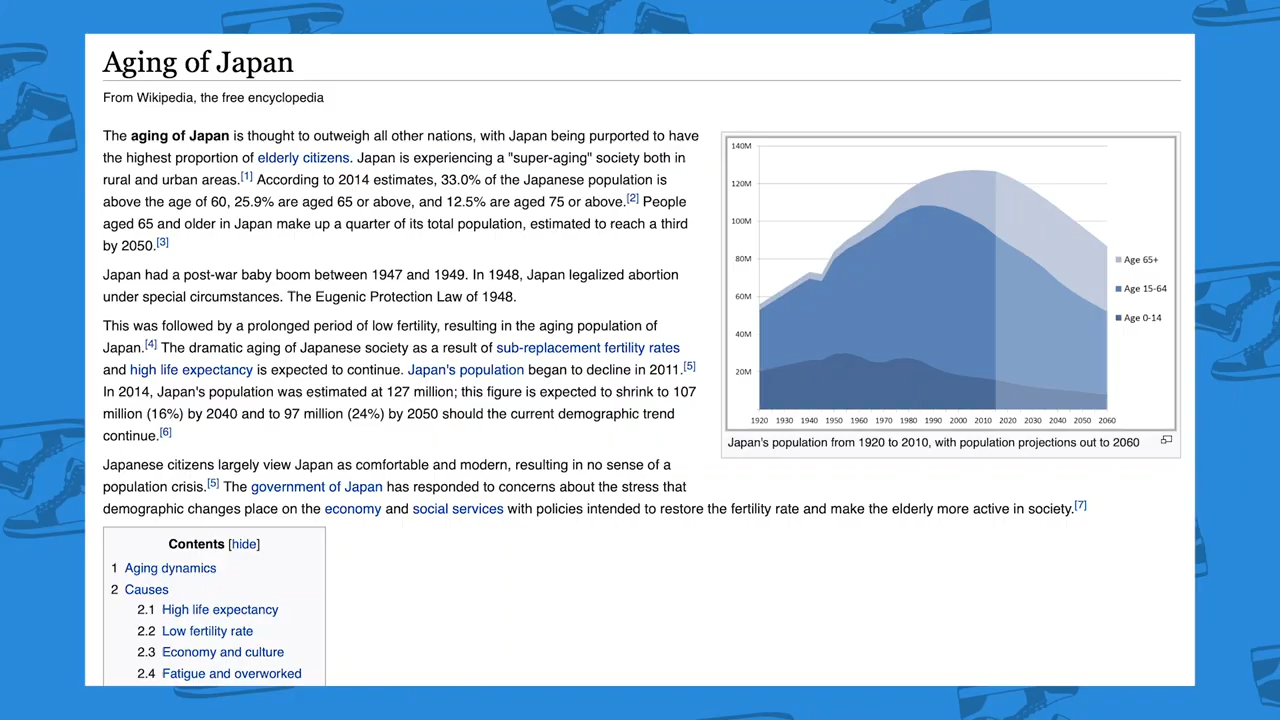 Aging of Japan
From Wikipedia, the free encyclopedia
The aging of Japan is thought to outweigh all other nations, with Japan being purported to have
the highest proportion of elderly citizens. Japan is experiencing a "super-aging" society both in
rural and urban areas.[1] According to 2014 estimates, 33.0% of the Japanese population is
above the age of 60, 25.9% are aged 65 or above, and 12.5% are aged 75 or above.[2] People
aged 65 and older in Japan make up a quarter of its total population, estimated to reach a third
by 2050.[3]
Japan had a post-war baby boom between 1947 and 1949. In 1948, Japan legalized abortion
under special circumstances. The Eugenic Protection Law of 1948.
This was followed by a prolonged period of low fertility, resulting in the aging population of
Japan.[4] The dramatic aging of Japanese society as a result of sub-replacement fertility rates
and high life expectancy is expected to continue. Japan's population began to decline in 2011.[5]
In 2014, Japan's population was estimated at 127 million; this figure is expected to shrink to 107
million (16%) by 2040 and to 97 million (24%) by 2050 should the current demographic trend
continue.[6]
Japanese citizens largely view Japan as comfortable and modern, resulting in no sense of a
population crisis.[5] The government of Japan has responded to concerns about the stress that
demographic changes place on the economy and social services with policies intended to restore the fertility rate and make the elderly more active in society.[7]
140M
120M
100M
80M
60M
40M
20M
1920 1930 1940 1950 1960 1970 1980 1990 2000 2010 2020 2030 2040 2050 2060
Age 65+
Age 15-64
Age 0-14
Japan's population from 1920 to 2010, with population projections out to 2060
Contents [hide]
1 Aging dynamics
2 Causes
2.1 High life expectancy
2.2 Low fertility rate
2.3 Economy and culture
2.4 Fatigue and overworked